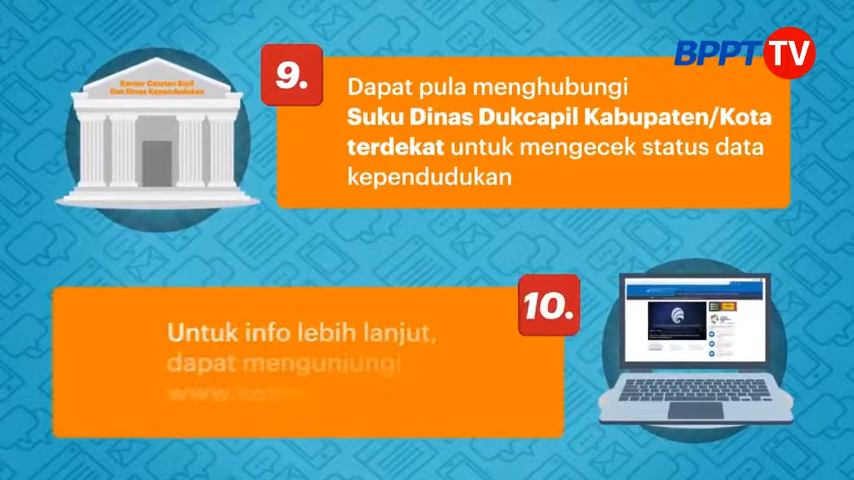 BPPT TV
Kantor Catatan Sipil
Dan Dinas Kependudukan
9.
Dapat pula menghubungi
Suku Dinas Dukcapil Kabupaten/Kota
terdekat untuk mengecek status data
kependudukan
10.
Untuk info lebih lanjut,
dapat mengunjungi